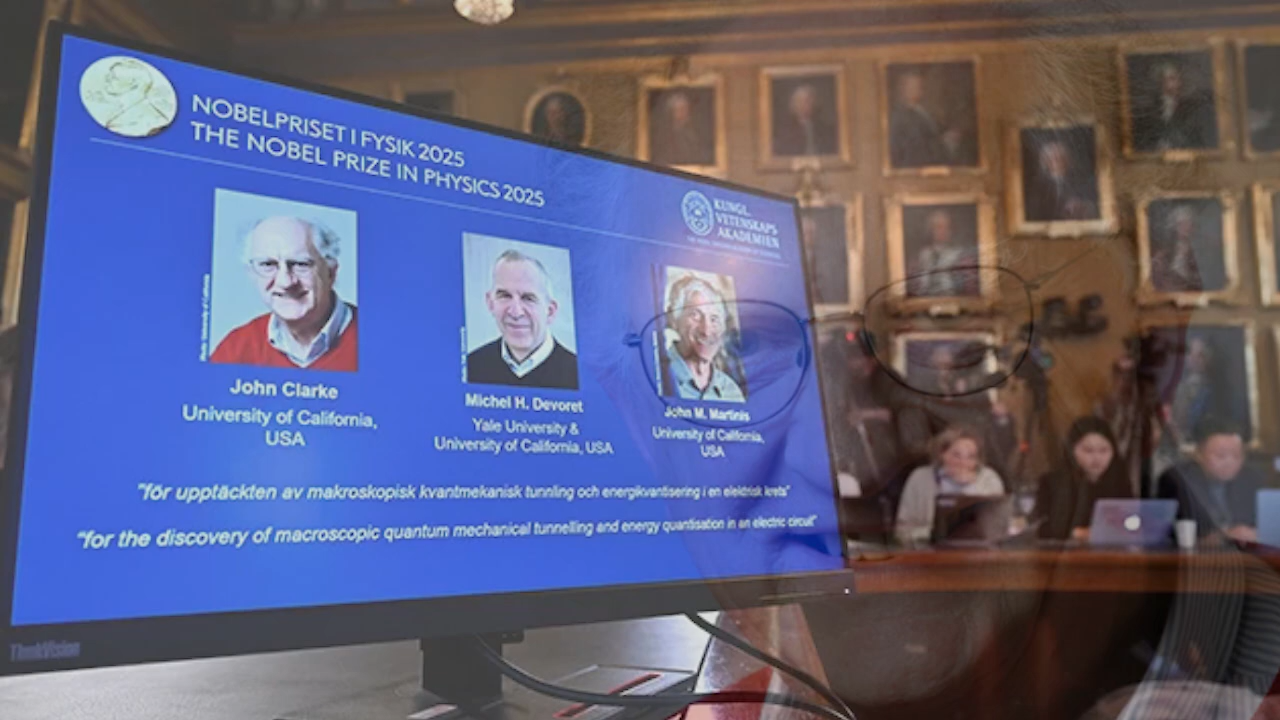 NOBELPRISET I FYSIK 2025
THE NOBEL PRIZE IN PHYSICS 2025
KUNGL.
VETENSKAPS
AKADEMIEN
John Clarke
University of California,
USA
Michel H. Devoret
Yale University &
University of California, USA
John M. Martinis
University of California,
USA
"för upptäckten av makroskopisk kvantmekanisk tunnling och energikvantisering i en elektrisk krets"
"for the discovery of macroscopic quantum mechanical tunnelling and energy quantisation in an electric circuit"
ThinkVision